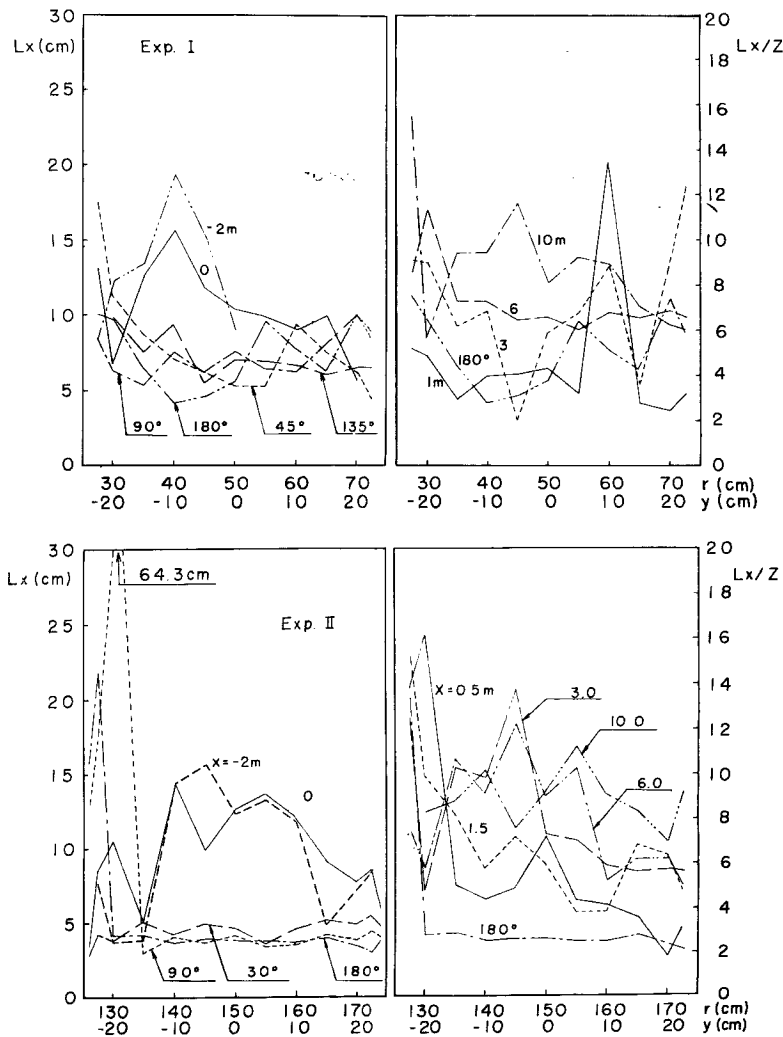 30
Lx (cm)
Exp. I
25
20
15
10
5
0
-2m
0
90°
180°
45°
135°
30 40 50 60 70
-20 -10 0 10 20
20
Lx/Z
18
16
14
12
10
8
6
4
2
0
10m
6
3
180°
1m
30 40 50 60 70 r (cm)
-20 -10 0 10 20 y (cm)
30
Lx (cm)
64.3cm
25
Exp. II
20
15
10
5
0
X=-2m
0
90°
30°
180°
130 140 150 160 170
-20 -10 0 10 20
20
Lx/Z
18
16
14
12
10
8
6
4
2
0
X=0.5m
3.0
10.0
6.0
1.5
180°
130 140 150 160 170 r (cm)
-20 -10 0 10 20 y (cm)